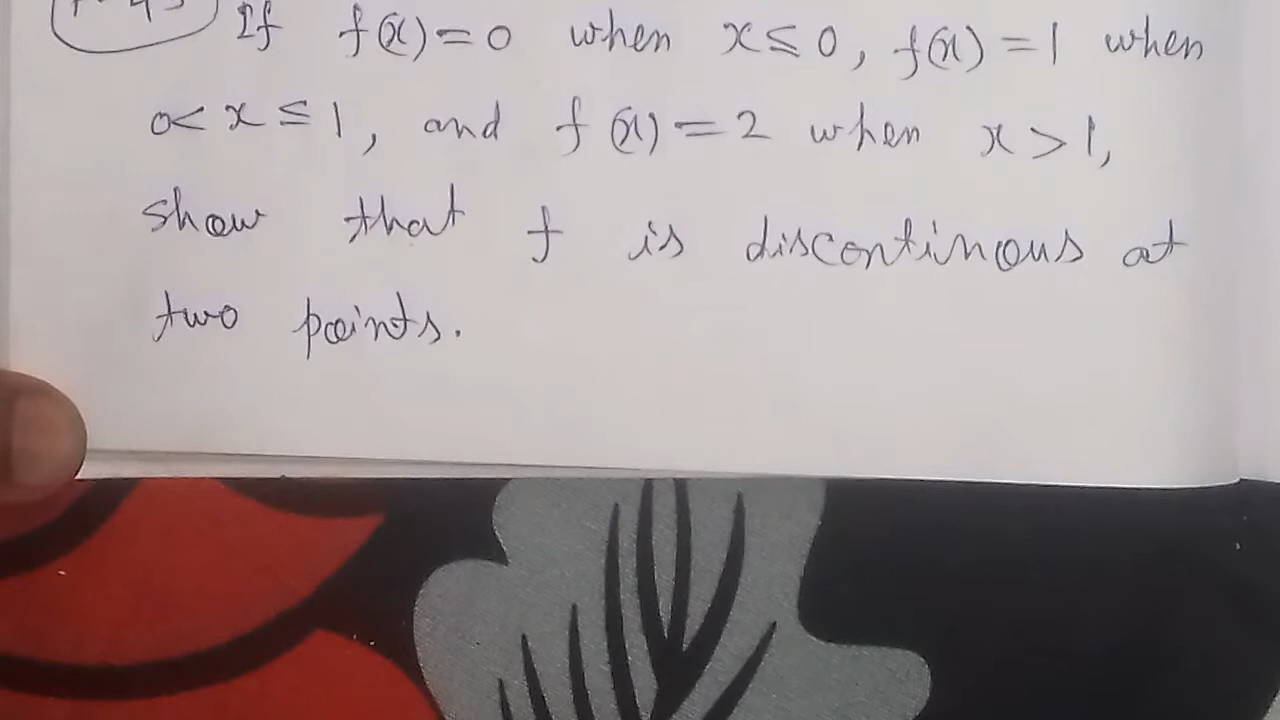 If f(x)=0 when x≤0, f(x)=1 when
0< x ≤ 1, and f(x)=2 when x>1,
show that f is discontinous at
two points.